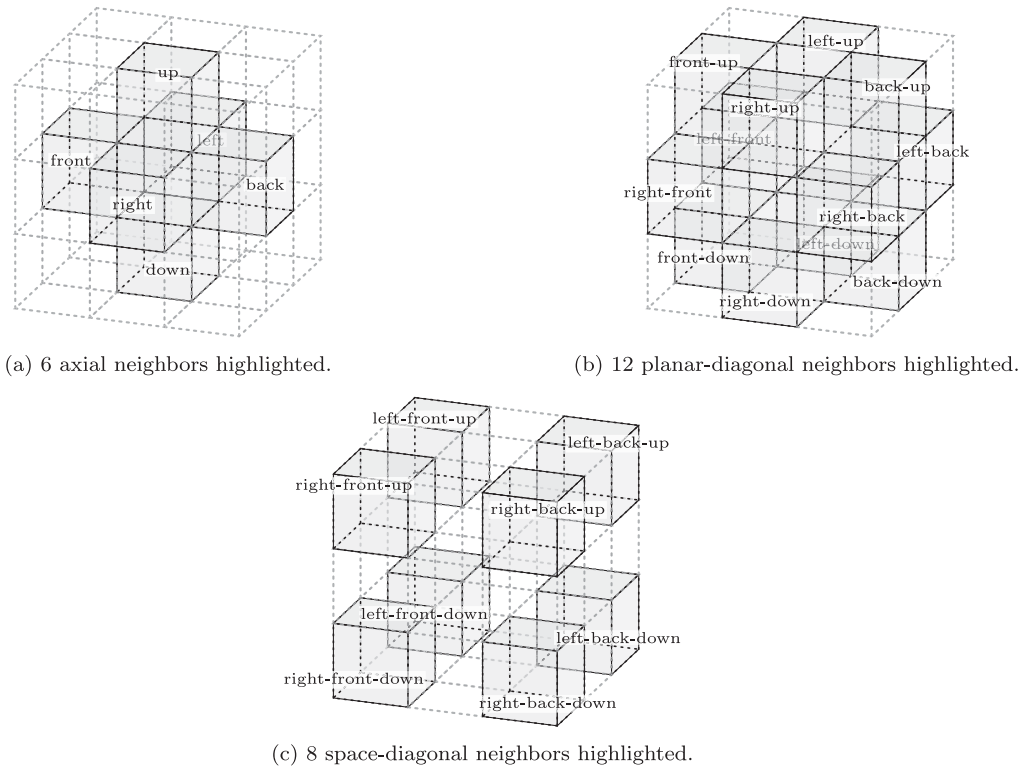 up
left
front
back
right
down
(a) 6 axial neighbors highlighted.
left-up
front-up
back-up
right-up
left-front
left-back
right-front
right-back
left-down
front-down
back-down
right-down
(b) 12 planar-diagonal neighbors highlighted.
left-front-up
left-back-up
right-front-up
right-back-up
left-front-down
left-back-down
right-front-down
right-back-down
(c) 8 space-diagonal neighbors highlighted.